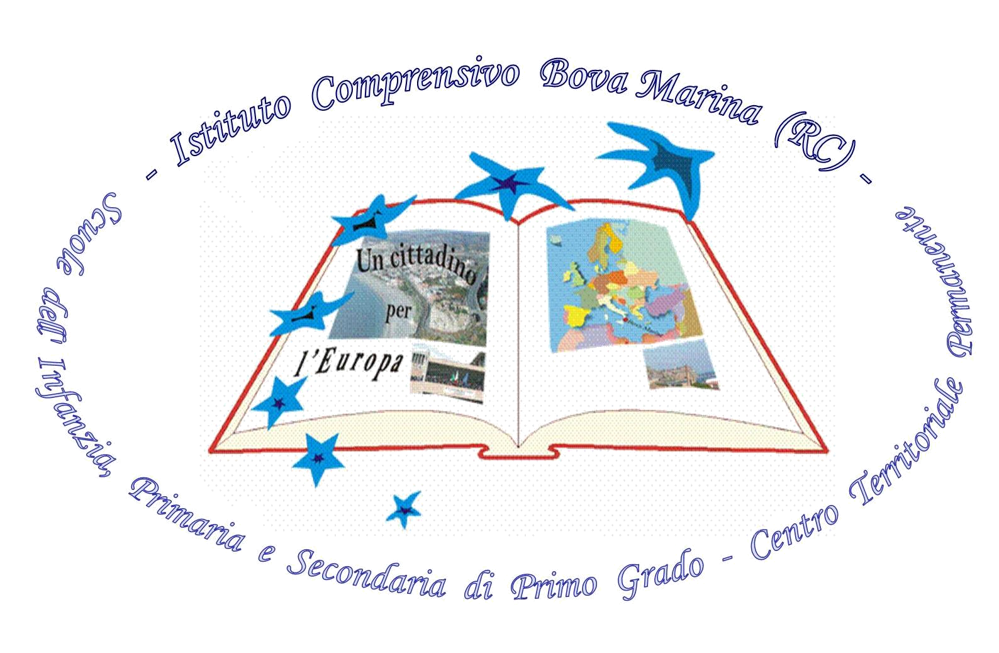 - Istituto Comprensivo Bova Marina (RC) -
Scuole dell' Infanzia, Primaria e Secondaria di Primo Grado - Centro Territoriale Permanente
Un cittadino
per
l'Europa